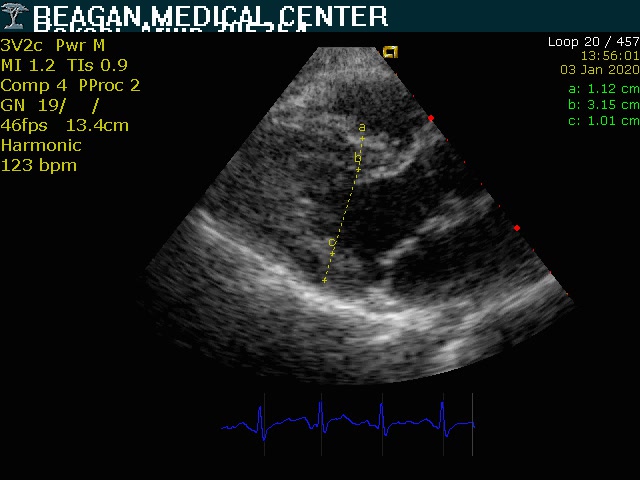 BEAGAN MEDICAL CENTER
3V2c Pwr M
MI 1.2 TIs 0.9
Comp 4 PProc 2
GN 19/ /
46fps 13.4cm
Harmonic
123 bpm
Loop 20 / 457
13:56:01
03 Jan 2020
a: 1.12 cm
b: 3.15 cm
c: 1.01 cm
a
b
c